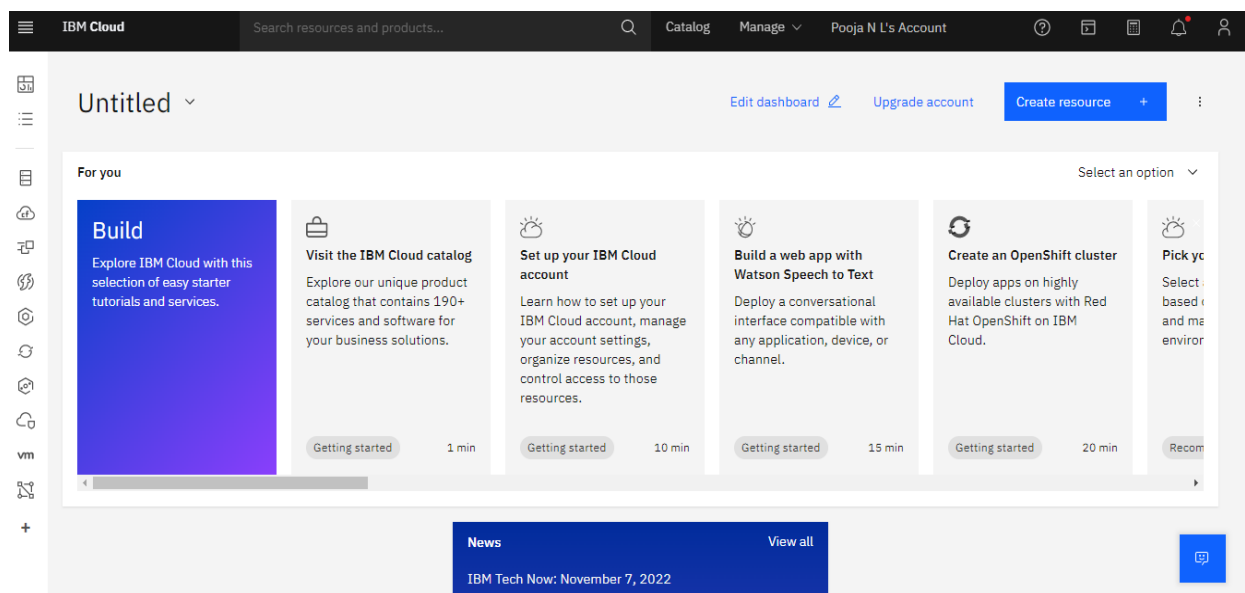 IBM Cloud
Search resources and products...
Catalog
Manage
Pooja N L's Account
Untitled
Edit dashboard
Upgrade account
Create resource +
For you
Select an option
Build
Explore IBM Cloud with this
selection of easy starter
tutorials and services.
Visit the IBM Cloud catalog
Explore our unique product
catalog that contains 190+
services and software for
your business solutions.
Getting started
1 min
Set up your IBM Cloud
account
Learn how to set up your
IBM Cloud account, manage
your account settings,
organize resources, and
control access to those
resources.
Getting started
10 min
Build a web app with
Watson Speech to Text
Deploy a conversational
interface compatible with
any application, device, or
channel.
Getting started
15 min
Create an OpenShift cluster
Deploy apps on highly
available clusters with Red
Hat OpenShift on IBM
Cloud.
Getting started
20 min
Pick
Select
based
and
vm
News
View all
IBM Tech Now: November 7, 2022